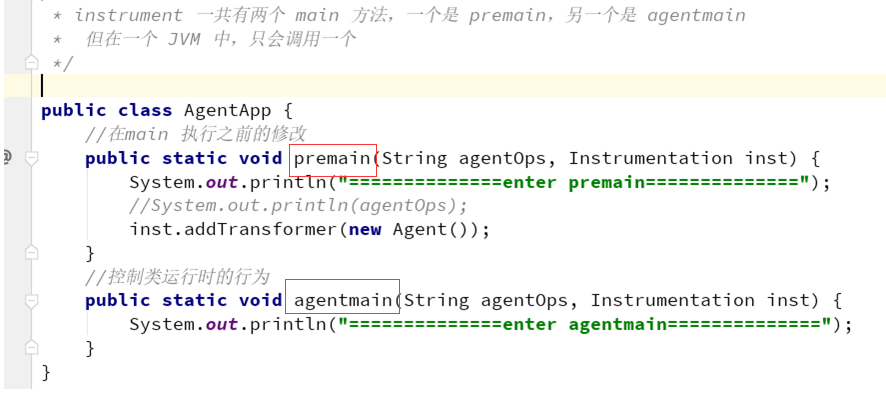 * instrument 一共有两个 main 方法，一个是 premain，另一个是 agentmain
* 但在一个 JVM 中，只会调用一个
*/
public class AgentApp {
//在main 执行之前的修改
public static void premain(String agentOps, Instrumentation inst) {
System.out.println("==============enter premain==============");
//System.out.println(agentOps);
inst.addTransformer(new Agent());
}
//控制类运行时的行为
public static void agentmain(String agentOps, Instrumentation inst) {
System.out.println("==============enter agentmain==============");
}
}